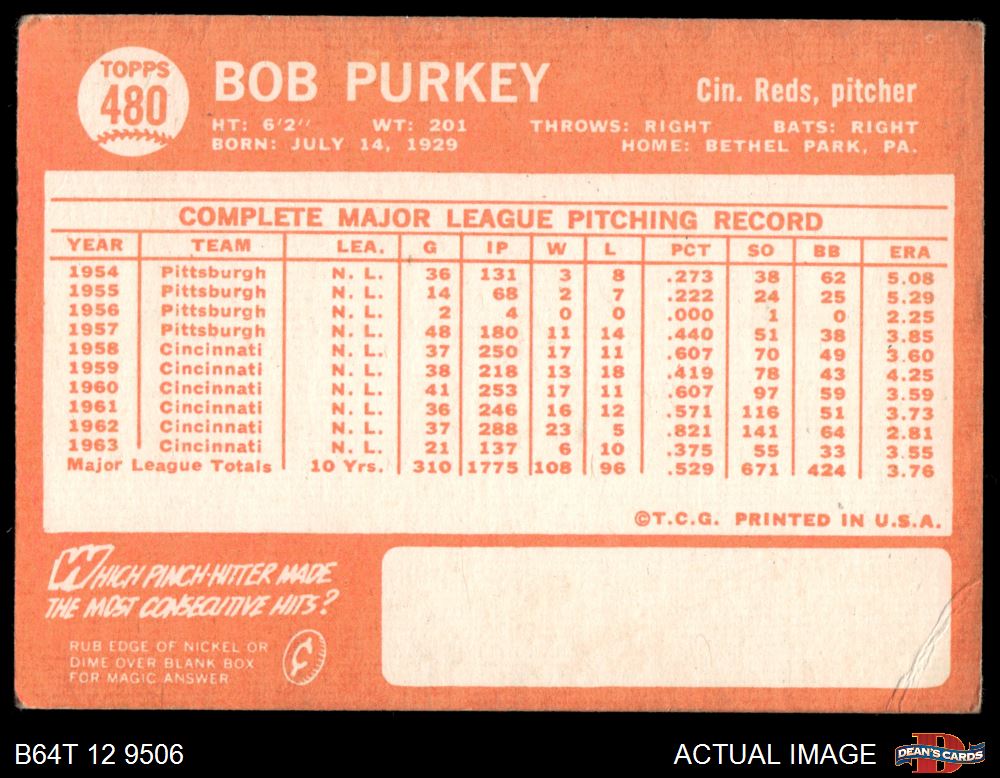 TOPPS
480
BOB PURKEY
Cin. Reds, pitcher
HT: 6'2" WT: 201 THROWS: RIGHT BATS: RIGHT
BORN: JULY 14, 1929 HOME: BETHEL PARK, PA.
COMPLETE MAJOR LEAGUE PITCHING RECORD
YEAR TEAM LEA. G IP W L PCT SO BB ERA
1954 Pittsburgh N. L. 36 131 3 8 .273 38 62 5.08
1955 Pittsburgh N. L. 14 68 2 7 .222 24 25 5.29
1956 Pittsburgh N. L. 2 4 0 0 .000 1 0 2.25
1957 Pittsburgh N. L. 48 180 11 14 .440 51 38 3.85
1958 Cincinnati N. L. 37 250 17 11 .607 70 49 3.60
1959 Cincinnati N. L. 38 218 13 18 .419 78 43 4.25
1960 Cincinnati N. L. 41 253 17 11 .607 97 59 3.59
1961 Cincinnati N. L. 36 246 16 12 .571 116 51 3.73
1962 Cincinnati N. L. 37 288 23 5 .821 141 64 2.81
1963 Cincinnati N. L. 21 137 6 10 .375 55 33 3.55
Major League Totals 10 Yrs. 310 1775 108 96 .529 671 424 3.76
©T.C.G. PRINTED IN U.S.A.
WHICH PINCH-HITTER MADE
THE MOST CONSECUTIVE HITS?
RUB EDGE OF NICKEL OR
DIME OVER BLANK BOX
FOR MAGIC ANSWER
¢
B64T 12 9506
ACTUAL IMAGE
DEAN'S CARDS